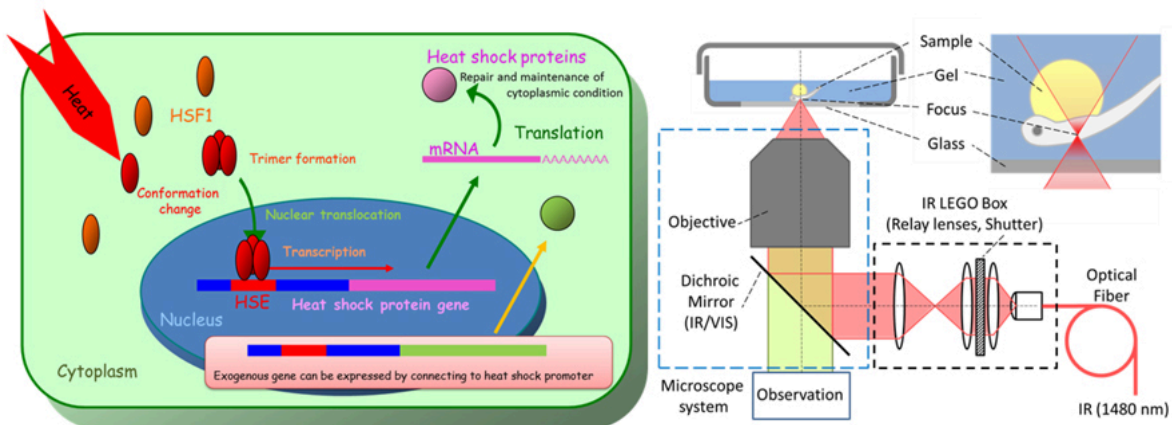 Heat
HSF1
Trimer formation
Conformation
change
Nuclear translocation
Transcription
HSE
Heat shock protein gene
Nucleus
Cytoplasm
Heat shock proteins
Repair and maintenance of
cytoplasmic condition
Translation
mRNA
Exogenous gene can be expressed by connecting to heat shock promoter
Sample
Gel
Focus
Glass
Objective
IR LEGO Box
(Relay lenses, Shutter)
Optical
Fiber
Dichroic
Mirror
(IR/VIS)
Microscope
system
Observation
IR (1480 nm)